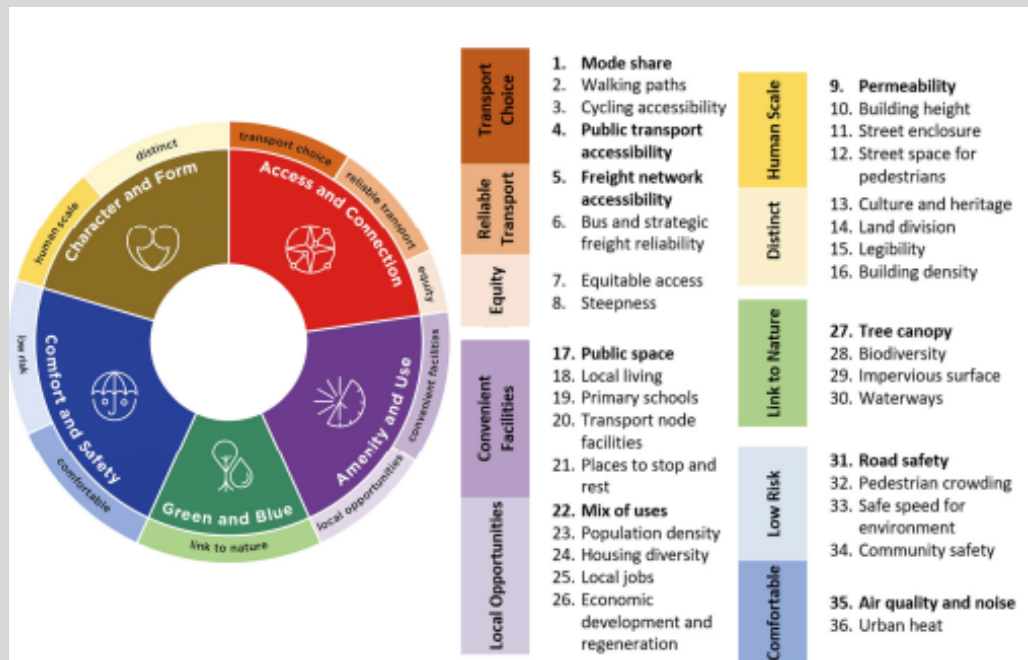 distinct
transport choice
reliable transport
equity
human scale
low risk
comfortable
link to nature
local opportunities
convenient facilities
Character and Form
Access and Connection
Comfort and Safety
Green and Blue
Amenity and Use
Transport
Choice
1. Mode share
2. Walking paths
3. Cycling accessibility
4. Public transport
accessibility
Reliable
Transport
5. Freight network
accessibility
6. Bus and strategic
freight reliability
Equity
7. Equitable access
8. Steepness
Convenient
Facilities
17. Public space
18. Local living
19. Primary schools
20. Transport node
facilities
21. Places to stop and
rest
Local Opportunities
22. Mix of uses
23. Population density
24. Housing diversity
25. Local jobs
26. Economic
development and
regeneration
Human Scale
9. Permeability
10. Building height
11. Street enclosure
12. Street space for
pedestrians
Distinct
13. Culture and heritage
14. Land division
15. Legibility
16. Building density
Link to Nature
27. Tree canopy
28. Biodiversity
29. Impervious surface
30. Waterways
Low Risk
31. Road safety
32. Pedestrian crowding
33. Safe speed for
environment
34. Community safety
Comfortable
35. Air quality and noise
36. Urban heat